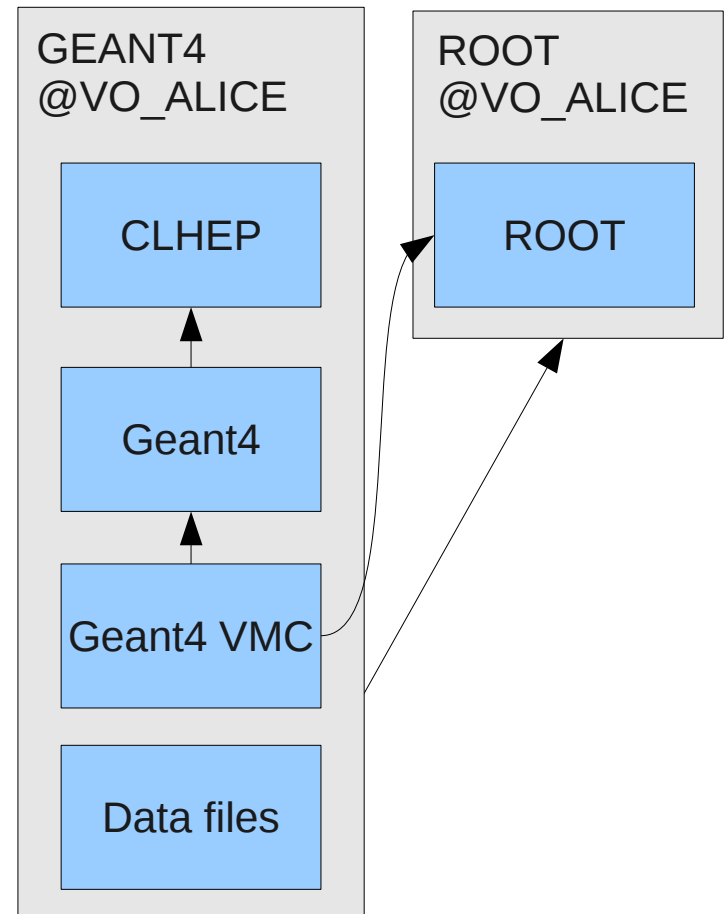 GEANT4
@VO_ALICE
CLHEP
Geant4
Geant4 VMC
Data files
ROOT
@VO_ALICE
ROOT